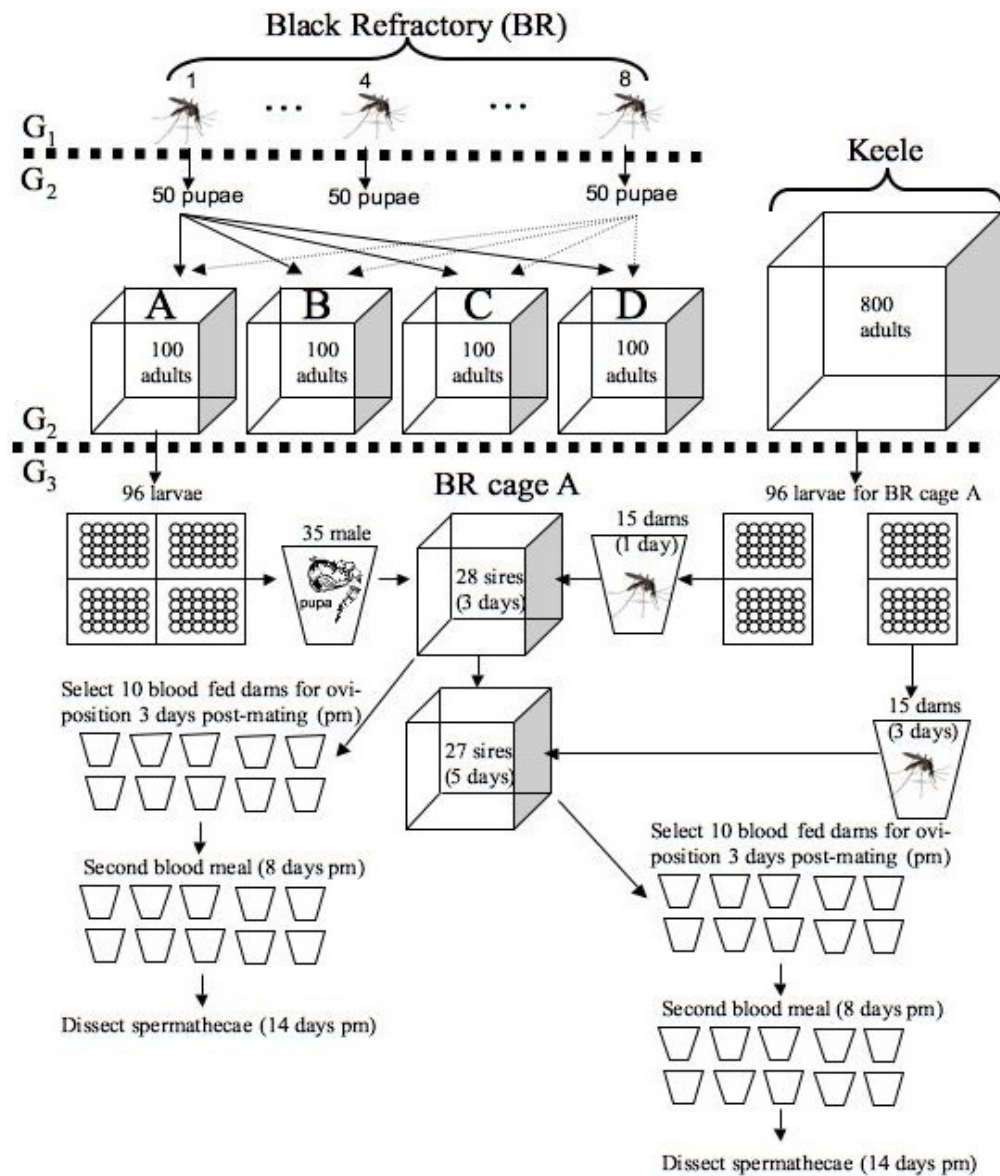 Black Refractory (BR)
1
4
8
G1
G2
Keele
50 pupae
50 pupae
50 pupae
A
B
C
D
100
adults
100
adults
100
adults
100
adults
800
adults
G2
G3
96 larvae
BR cage A
96 larvae for BR cage A
35 male
pupa
28 sires
(3 days)
15 dams
(1 day)
Select 10 blood fed dams for ovi-
position 3 days post-mating (pm)
27 sires
(5 days)
15 dams
(3 days)
Second blood meal (8 days pm)
Dissect spermathecae (14 days pm)
Select 10 blood fed dams for ovi-
position 3 days post-mating (pm)
Second blood meal (8 days pm)
Dissect spermathecae (14 days pm)